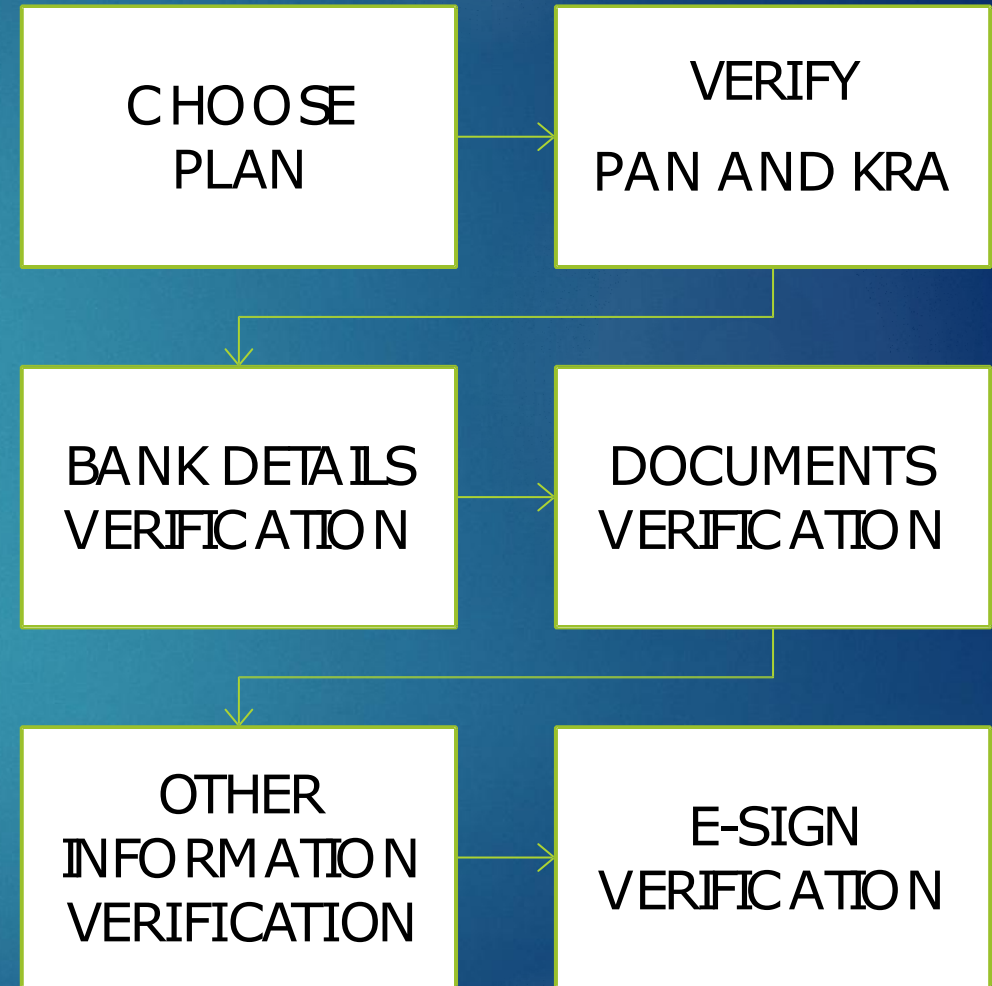 CHOOSE
PLAN
VERIFY
PAN AND KRA
BANK DETAILS
VERIFICATION
DOCUMENTS
VERIFICATION
OTHER
INFORMATION
VERIFICATION
E-SIGN
VERIFICATION